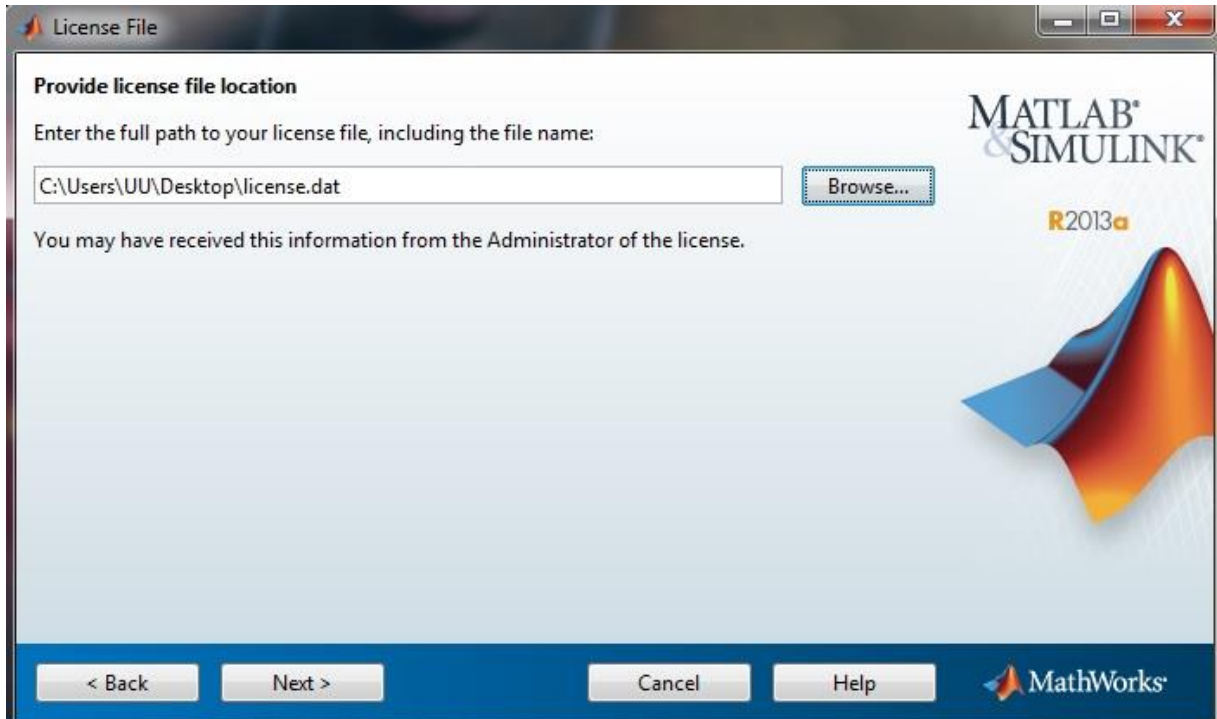 License File
Provide license file location
Enter the full path to your license file, including the file name:
C:\Users\UU\Desktop\license.dat
Browse...
You may have received this information from the Administrator of the license.
MATLAB®
&SIMULINK®
R2013a
< Back
Next >
Cancel
Help
MathWorks®